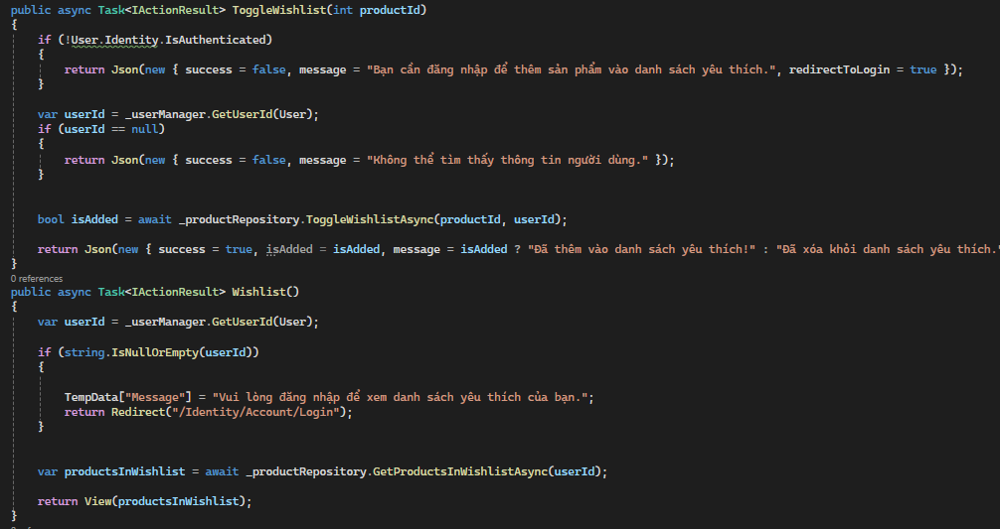 public async Task<IActionResult> ToggleWishlist(int productId)
{
if (!User.Identity.IsAuthenticated)
{
return Json(new { success = false, message = "Bạn cần đăng nhập để thêm sản phẩm vào danh sách yêu thích.", redirectToLogin = true });
}
var userId = _userManager.GetUserId(User);
if (userId == null)
{
return Json(new { success = false, message = "Không thể tìm thấy thông tin người dùng." });
}
bool isAdded = await _productRepository.ToggleWishlistAsync(productId, userId);
return Json(new { success = true, isAdded = isAdded, message = isAdded ? "Đã thêm vào danh sách yêu thích!" : "Đã xóa khỏi danh sách yêu thích."
}
0 references
public async Task<IActionResult> Wishlist()
{
var userId = _userManager.GetUserId(User);
if (string.IsNullOrEmpty(userId))
{
TempData["Message"] = "Vui lòng đăng nhập để xem danh sách yêu thích của bạn.";
return Redirect("/Identity/Account/Login");
}
var productsInWishlist = await _productRepository.GetProductsInWishlistAsync(userId);
return View(productsInWishlist);
}